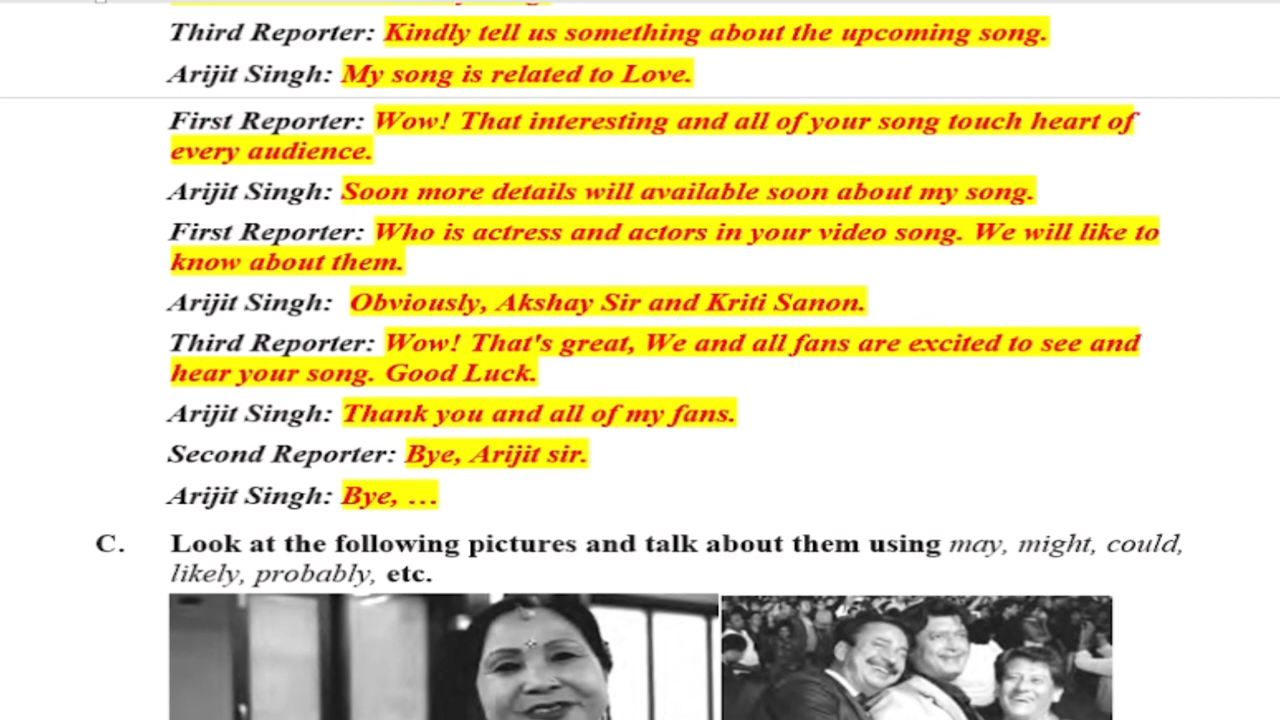 Third Reporter: Kindly tell us something about the upcoming song.
Arijit Singh: My song is related to Love.
First Reporter: Wow! That interesting and all of your song touch heart of
every audience.
Arijit Singh: Soon more details will available soon about my song.
First Reporter: Who is actress and actors in your video song. We will like to
know about them.
Arijit Singh: Obviously, Akshay Sir and Kriti Sanon.
Third Reporter: Wow! That's great, We and all fans are excited to see and
hear your song. Good Luck.
Arijit Singh: Thank you and all of my fans.
Second Reporter: Bye, Arijit sir.
Arijit Singh: Bye, …
C. Look at the following pictures and talk about them using may, might, could,
likely, probably, etc.